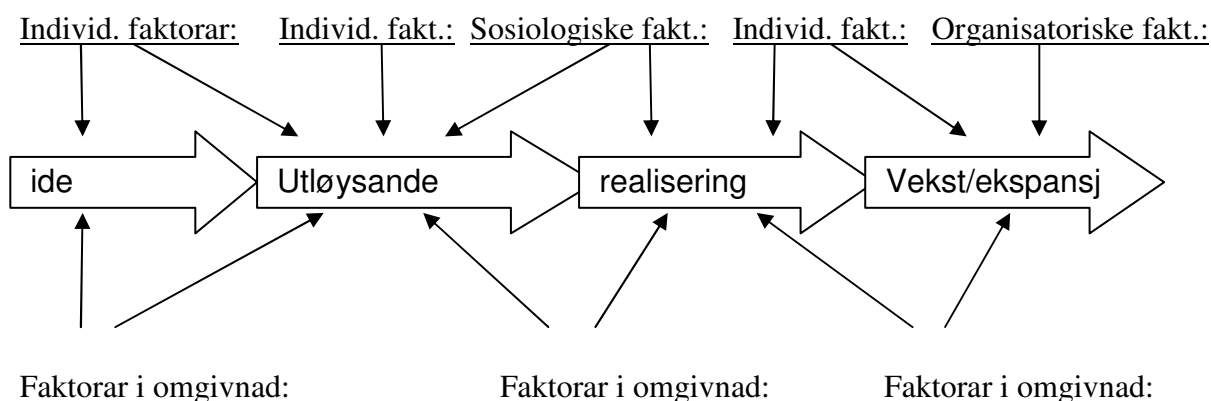 Individ. faktorar: Individ. fakt.: Sosiologiske fakt.: Individ. fakt.: Organisatoriske fakt.:
ide Utløysande realisering Vekst/ekspansj
Faktorar i omgivnad: Faktorar i omgivnad: Faktorar i omgivnad: